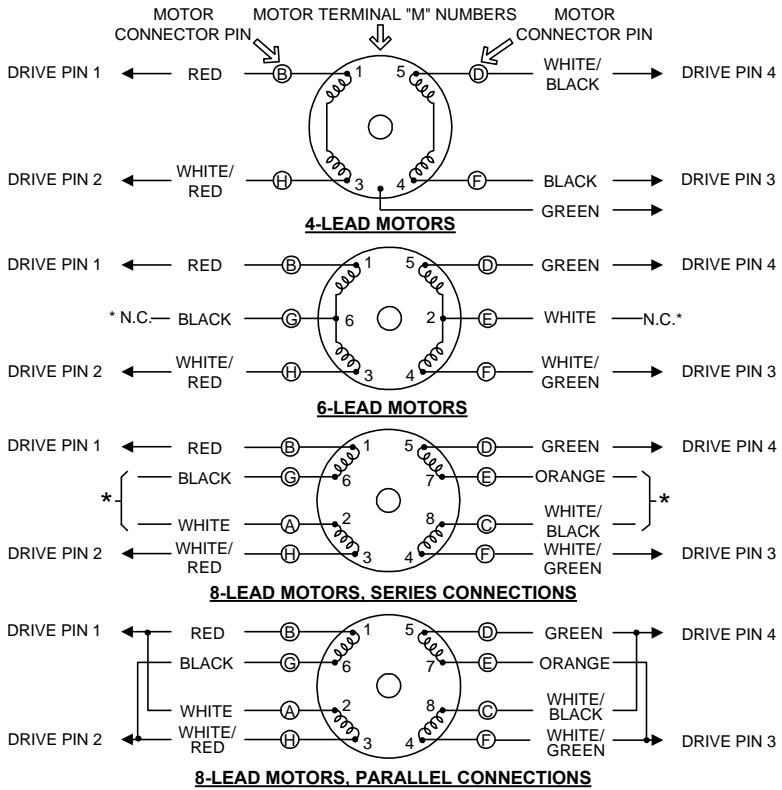 MOTOR CONNECTOR PIN
MOTOR TERMINAL "M" NUMBERS
MOTOR CONNECTOR PIN
DRIVE PIN 1 RED B 1 5 D WHITE/ BLACK DRIVE PIN 4
DRIVE PIN 2 WHITE/ RED H 3 4 F BLACK DRIVE PIN 3
GREEN
4-LEAD MOTORS
DRIVE PIN 1 RED B 1 5 D GREEN DRIVE PIN 4
* N.C. BLACK G 6 2 E WHITE N.C.*
DRIVE PIN 2 WHITE/ RED H 3 4 F WHITE/ GREEN DRIVE PIN 3
6-LEAD MOTORS
DRIVE PIN 1 RED B 1 5 D GREEN DRIVE PIN 4
BLACK G 6 7 E ORANGE
* *
WHITE A 2 8 C WHITE/ BLACK
DRIVE PIN 2 WHITE/ RED H 3 4 F WHITE/ GREEN DRIVE PIN 3
8-LEAD MOTORS, SERIES CONNECTIONS
DRIVE PIN 1 RED B 1 5 D GREEN DRIVE PIN 4
BLACK G 6 7 E ORANGE
WHITE A 2 8 C WHITE/ BLACK
DRIVE PIN 2 WHITE/ RED H 3 4 F WHITE/ GREEN DRIVE PIN 3
8-LEAD MOTORS, PARALLEL CONNECTIONS